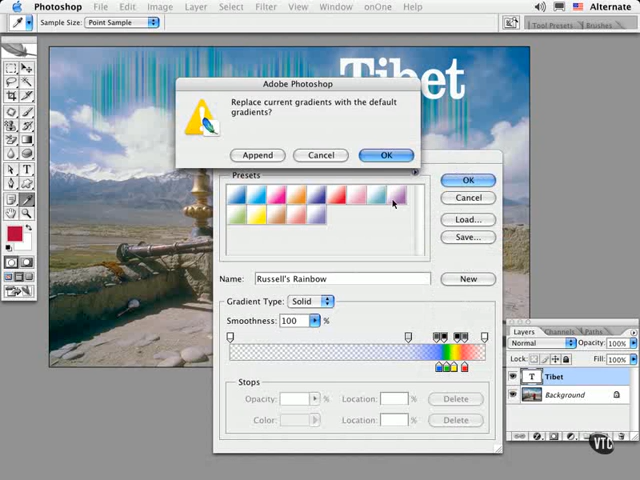 Photoshop File Edit Image Layer Select Filter View Window onOne Help Alternate
Sample Size: Point Sample
Tool Presets Brushes
Tibet
Adobe Photoshop
Replace current gradients with the default
gradients?
Append Cancel OK
Presets
OK
Cancel
Load...
Save...
Name: Russell's Rainbow New
Gradient Type: Solid
Smoothness: 100 %
Stops
Opacity: % Location: % Delete
Color: Location: % Delete
Layers Channels Paths
Normal Opacity: 100%
Lock: Fill: 100%
T Tibet
Background
VTC